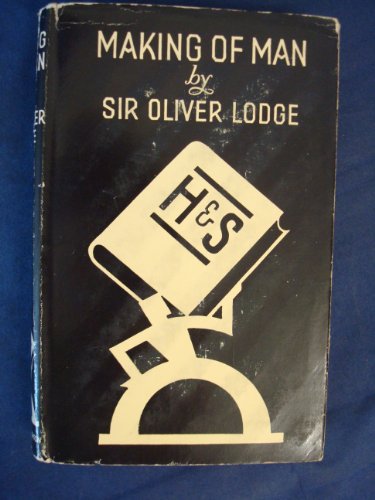 MAKING OF MAN
by
SIR OLIVER LODGE
H&S